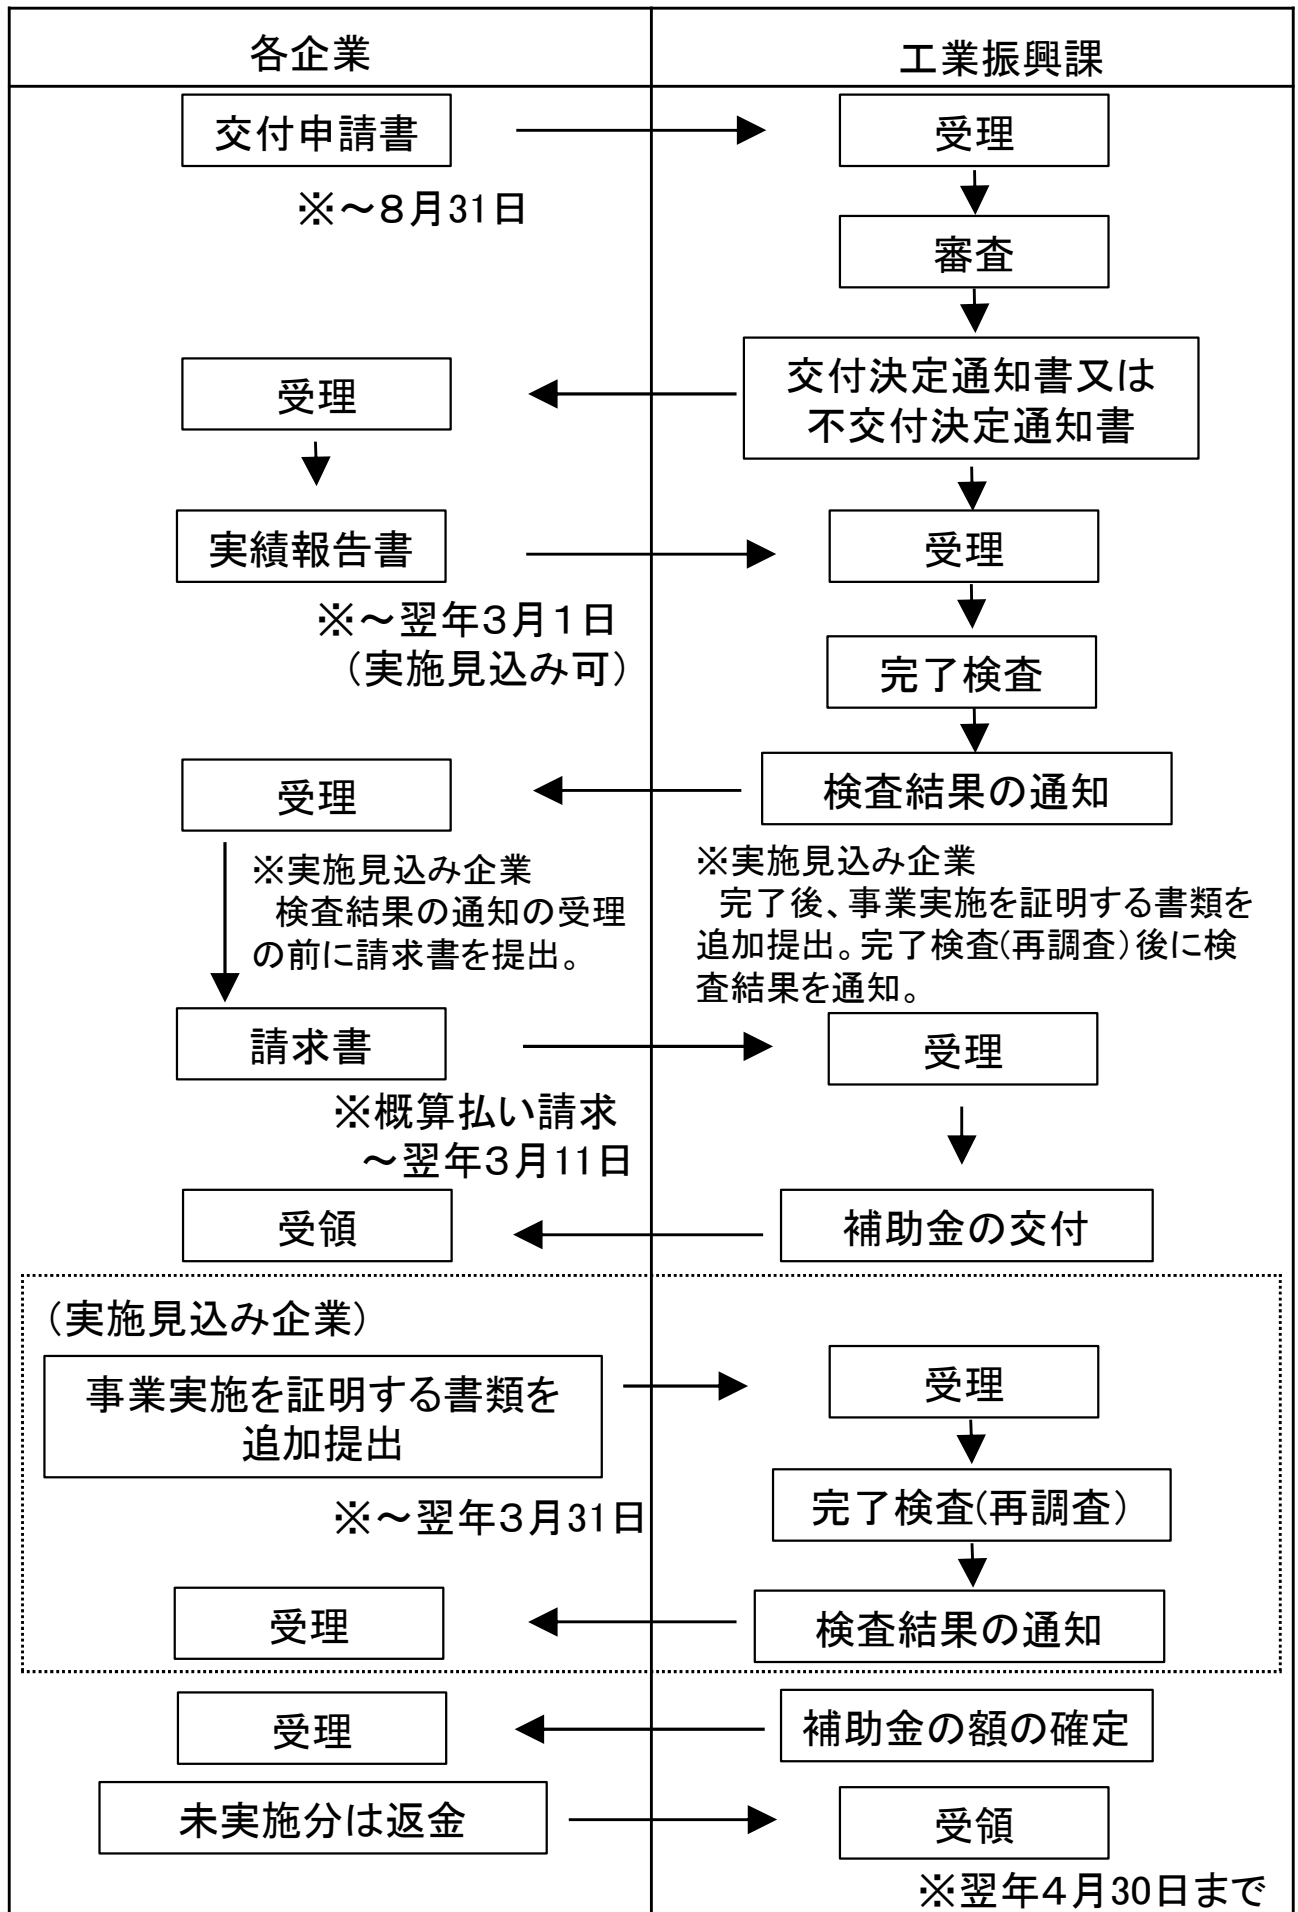 各企業
工業振興課
交付申請書
受理
※～８月31日
審査
交付決定通知書又は
不交付決定通知書
受理
実績報告書
受理
※～翌年３月１日
（実施見込み可）
完了検査
検査結果の通知
受理
※実施見込み企業
検査結果の通知の受理
の前に請求書を提出。
※実施見込み企業
完了後、事業実施を証明する書類を
追加提出。完了検査(再調査）後に検
査結果を通知。
請求書
受理
※概算払い請求
～翌年３月11日
受領
補助金の交付
（実施見込み企業）
事業実施を証明する書類を
追加提出
受理
※～翌年３月31日
完了検査(再調査）
受理
検査結果の通知
受理
補助金の額の確定
未実施分は返金
受領
※翌年４月30日まで